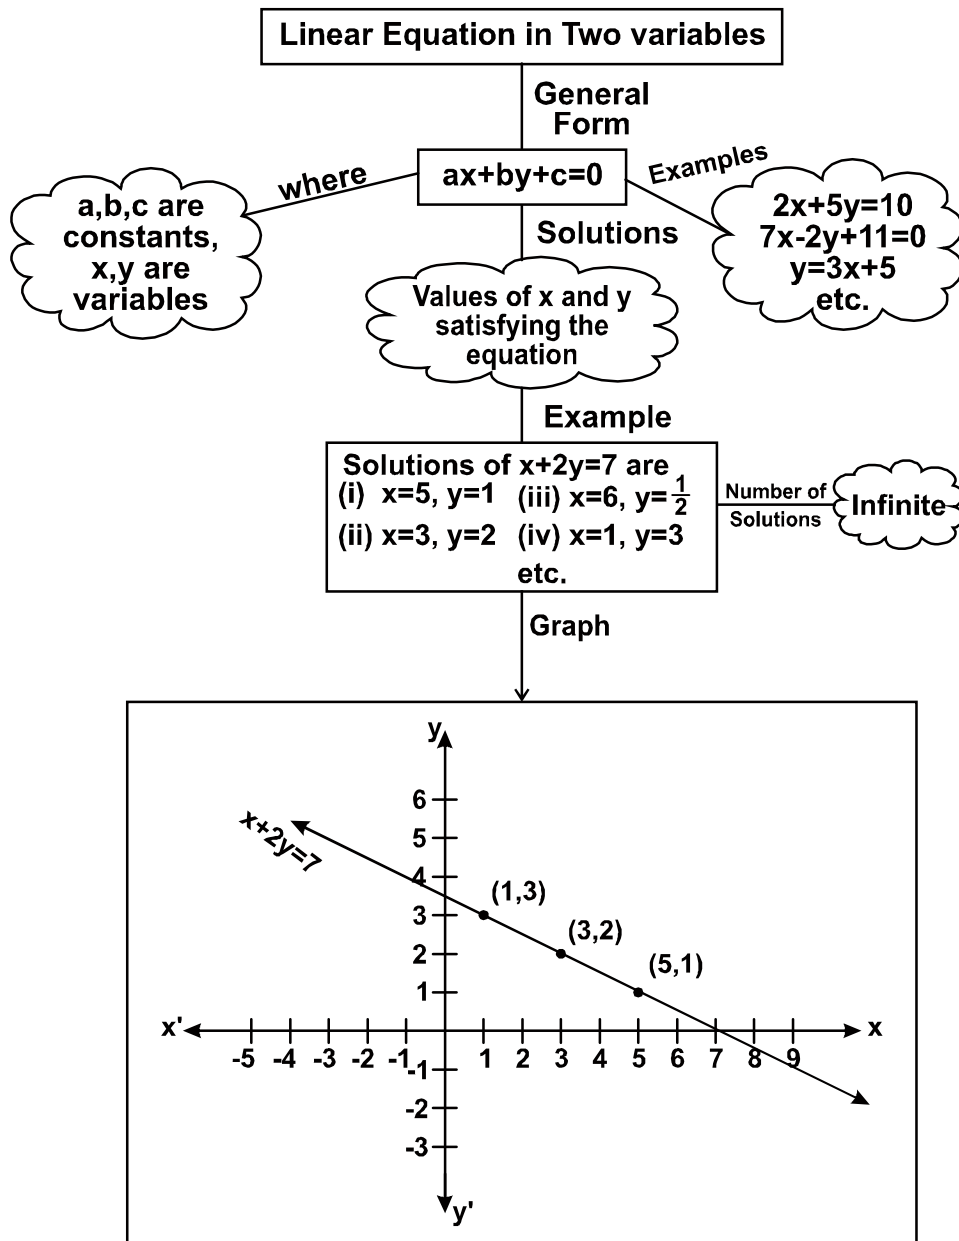 Linear Equation in Two variables
General
Form
where
ax+by+c=0
Examples
a,b,c are
constants,
x,y are
variables
2x+5y=10
7x-2y+11=0
y=3x+5
etc.
Solutions
Values of x and y
satisfying the
equation
Example
Solutions of x+2y=7 are
(i) x=5, y=1 (iii) x=6, y=1/2
(ii) x=3, y=2 (iv) x=1, y=3
etc.
Number of
Solutions
Infinite
Graph
y
6
5
4
3
2
1
x+2y=7
(1,3)
(3,2)
(5,1)
x'
x
-5 -4 -3 -2 -1 1 2 3 4 5 6 7 8 9
-1
-2
-3
y'